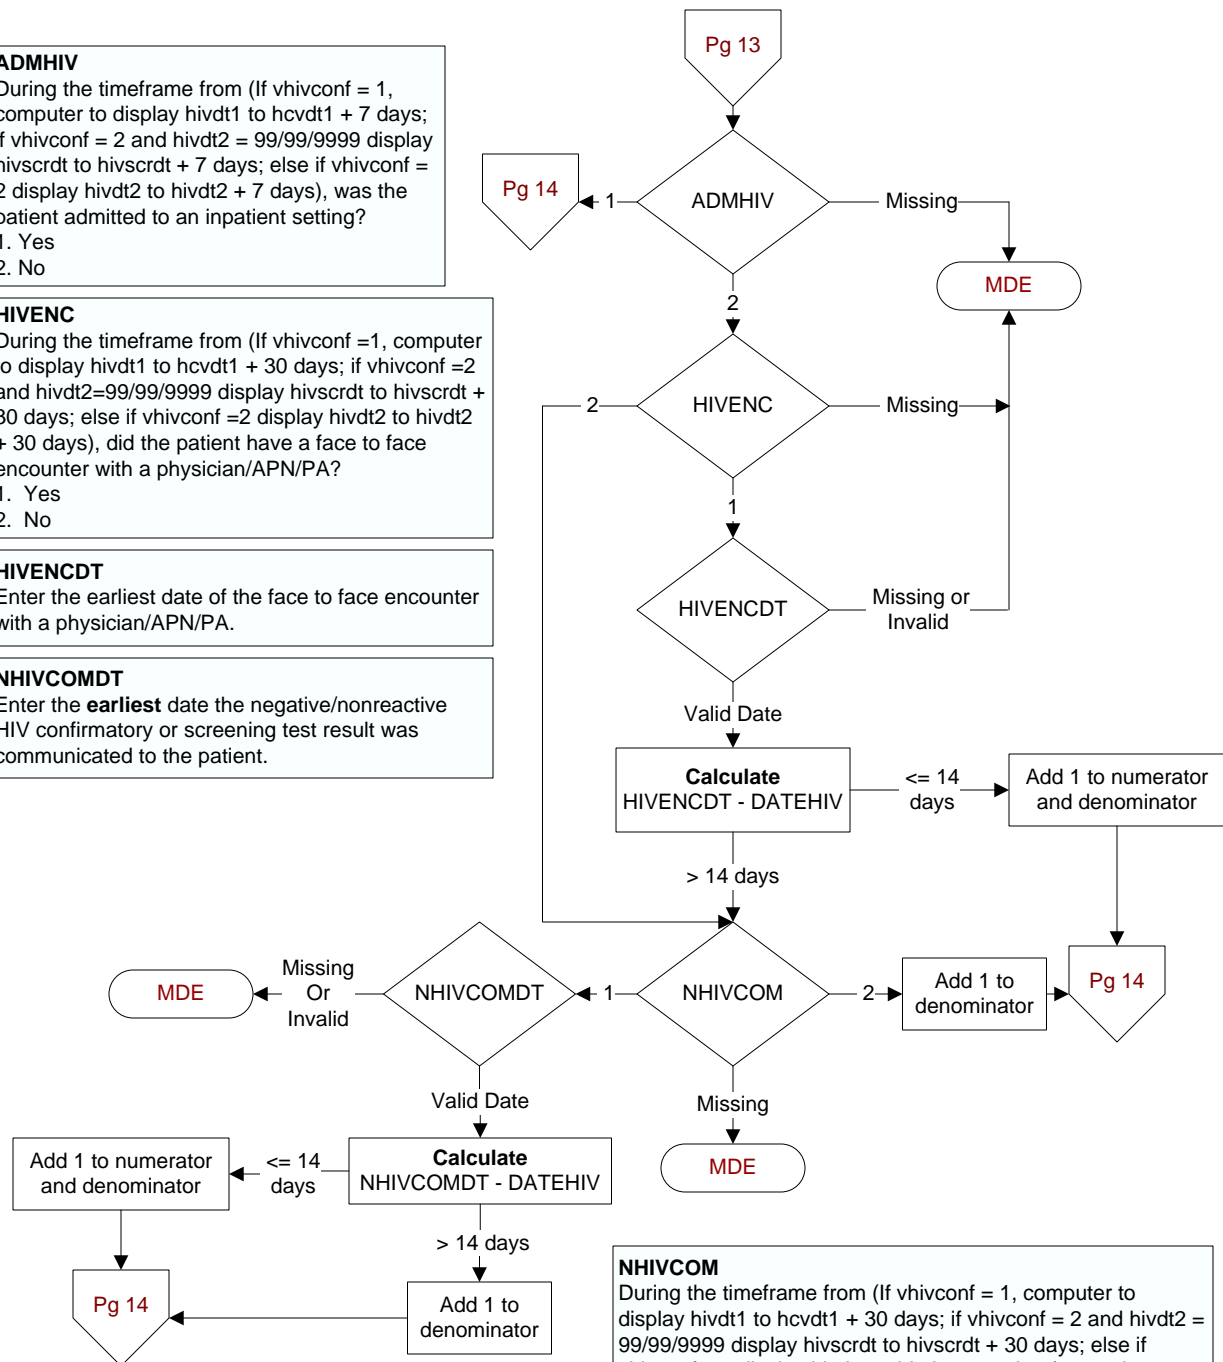 Pg 13
ADMHIV
During the timeframe from (If vhivconf = 1,
computer to display hivdt1 to hcvdt1 + 7 days;
if vhivconf = 2 and hivdt2 = 99/99/9999 display
hivscrdt to hivscrdt + 7 days; else if vhivconf =
2 display hivdt2 to hivdt2 + 7 days), was the
patient admitted to an inpatient setting?
1. Yes
2. No
Pg 14
1
ADMHIV
Missing
MDE
2
HIVENC
During the timeframe from (If vhivconf =1, computer
to display hivdt1 to hcvdt1 + 30 days; if vhivconf =2
and hivdt2=99/99/9999 display hivscrdt to hivscrdt +
30 days; else if vhivconf =2 display hivdt2 to hivdt2
+ 30 days), did the patient have a face to face
encounter with a physician/APN/PA?
1. Yes
2. No
2
HIVENC
Missing
1
HIVENCDT
Enter the earliest date of the face to face encounter
with a physician/APN/PA.
HIVENCDT
Missing or
Invalid
NHIVCOMDT
Enter the earliest date the negative/nonreactive
HIV confirmatory or screening test result was
communicated to the patient.
Valid Date
Calculate
HIVENCDT - DATEHIV
<= 14
days
Add 1 to numerator
and denominator
> 14 days
MDE
Missing
Or
Invalid
NHIVCOMDT
1
NHIVCOM
2
Add 1 to
denominator
Pg 14
Valid Date
Missing
MDE
Add 1 to numerator
and denominator
<= 14
days
Calculate
NHIVCOMDT - DATEHIV
> 14 days
Pg 14
Add 1 to
denominator
NHIVCOM
During the timeframe from (If vhivconf = 1, computer to
display hivdt1 to hcvdt1 + 30 days; if vhivconf = 2 and hivdt2 =
99/99/9999 display hivscrdt to hivscrdt + 30 days; else if